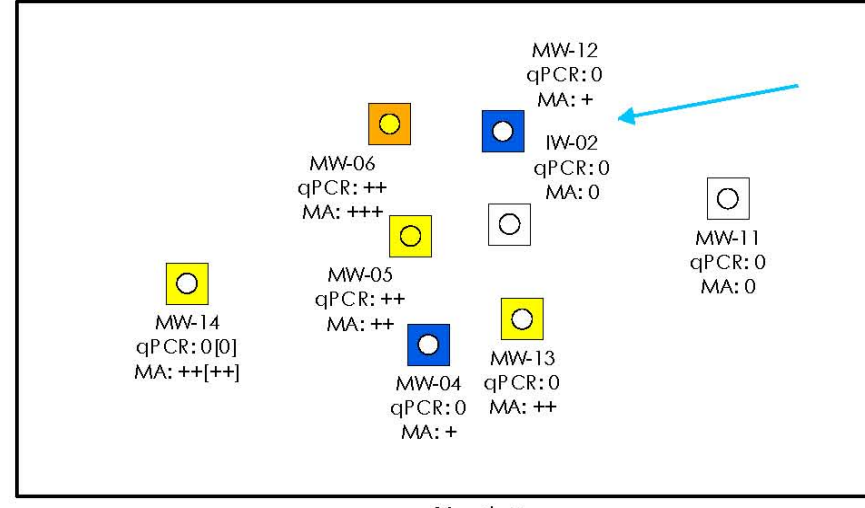 MW-12
qPCR: 0
MA: +
IW-02
qPCR: 0
MA: 0
MW-06
qPCR: ++
MA: +++
MW-11
qPCR: 0
MA: 0
MW-05
qPCR: ++
MA: ++
MW-14
qPCR: 0[0]
MA: ++[++]
MW-13
qPCR: 0
MA: ++
MW-04
qPCR: 0
MA: +